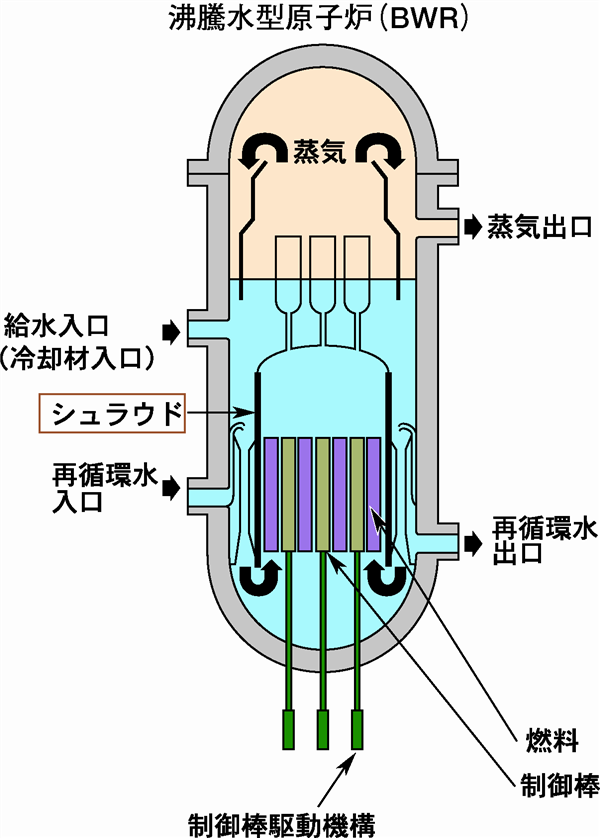 沸騰水型原子炉（BWR）
蒸気
蒸気出口
給水入口
（冷却材入口）
シュラウド
再循環水
入口
再循環水
出口
燃料
制御棒
制御棒駆動機構